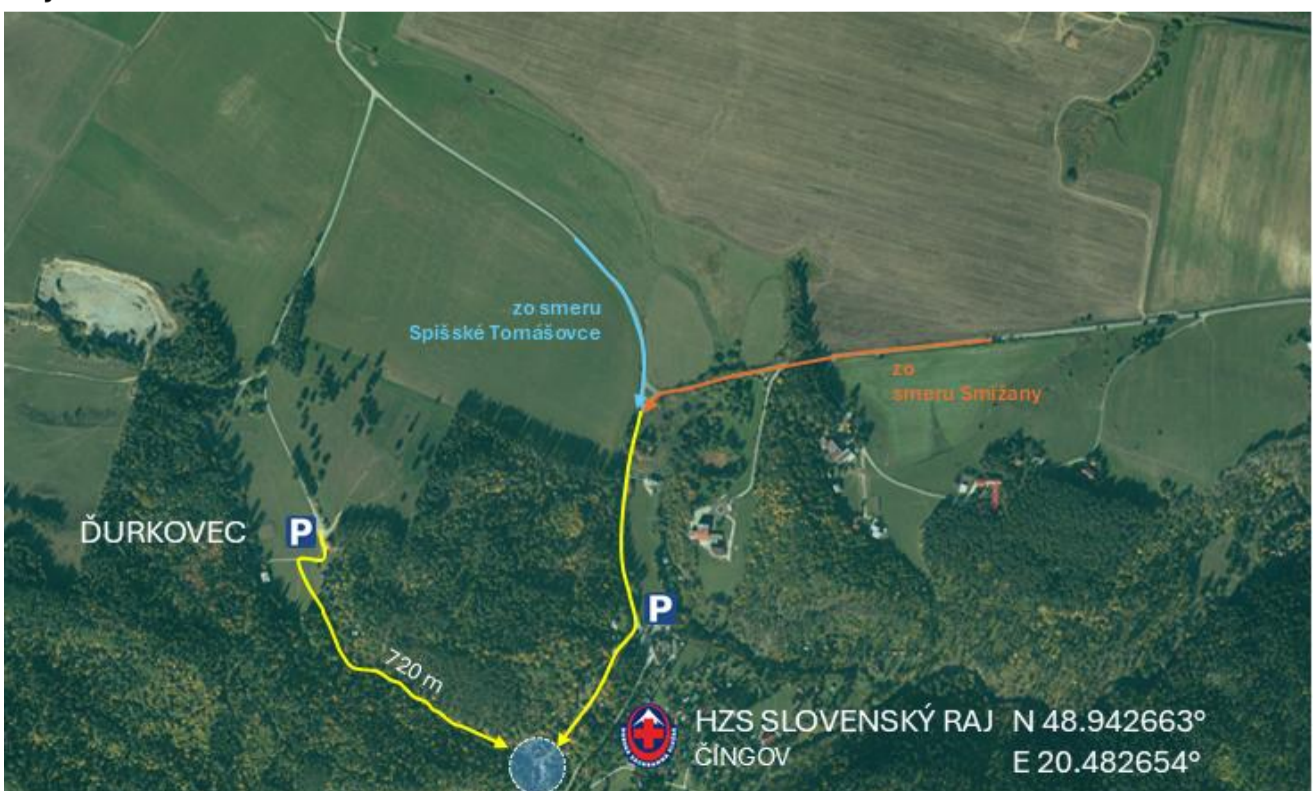 zo smeru
Spišské Tomášovce
zo
smeru Smižany
ĎURKOVEC
P
P
720 m
HZS SLOVENSKÝ RAJ N 48.942663°
ČINGOV E 20.482654°